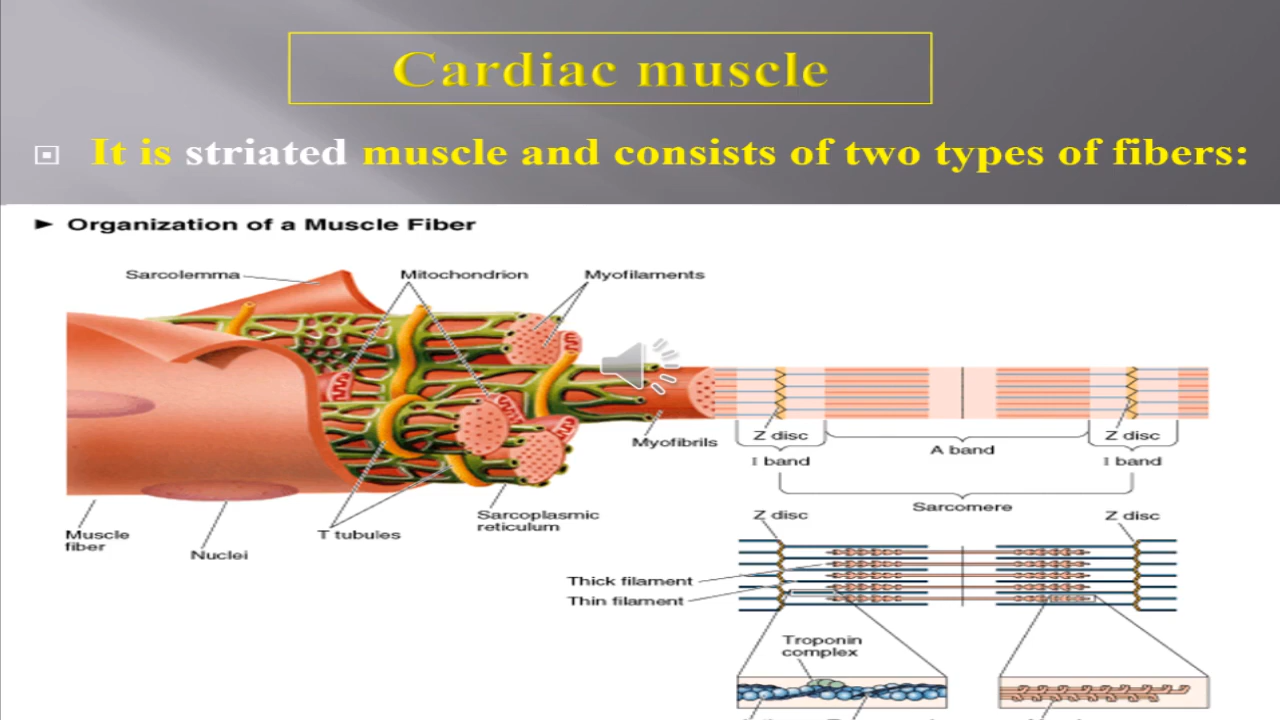 Cardiac muscle
It is striated muscle and consists of two types of fibers:
Organization of a Muscle Fiber
Sarcolemma
Mitochondrion
Myofilaments
Myofibrils
Z disc
Z disc
I band
A band
I band
Sarcomere
Muscle
fiber
Nuclei
T tubules
Sarcoplasmic
reticulum
Z disc
Z disc
Thick filament
Thin filament
Troponin
complex